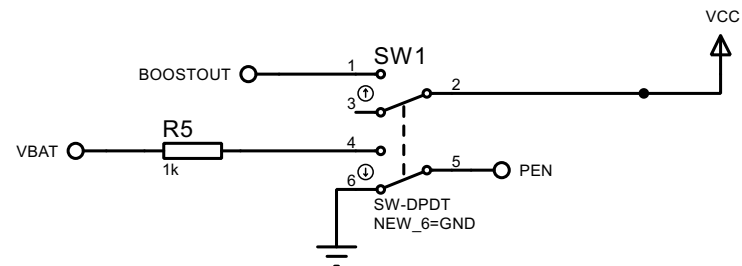 VCC
SW1
BOOSTOUT
1
2
3
R5
VBAT
1k
4
5
PEN
6
SW-DPDT
NEW_6=GND